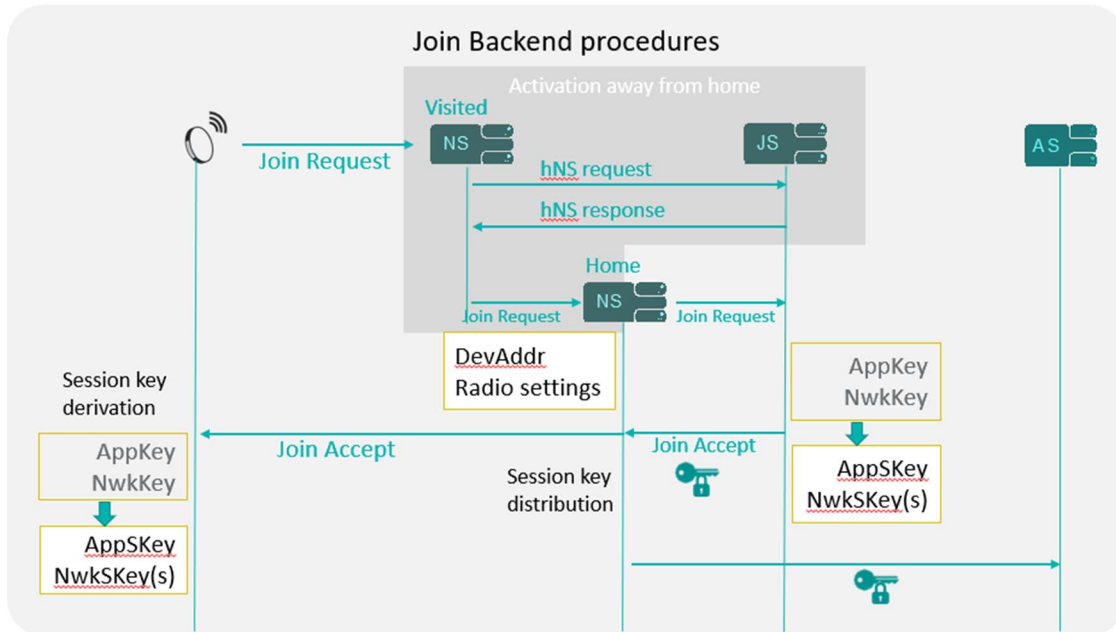 Join Backend procedures
Activation away from home
Visited
NS
JS
AS
Join Request
hNS request
hNS response
Home
NS
Join Request
Join Request
DevAddr
Radio settings
AppKey
NwkKey
Session key
derivation
Join Accept
Join Accept
AppKey
NwkKey
AppSKey
NwkSKey(s)
Session key
distribution
AppSKey
NwkSKey(s)